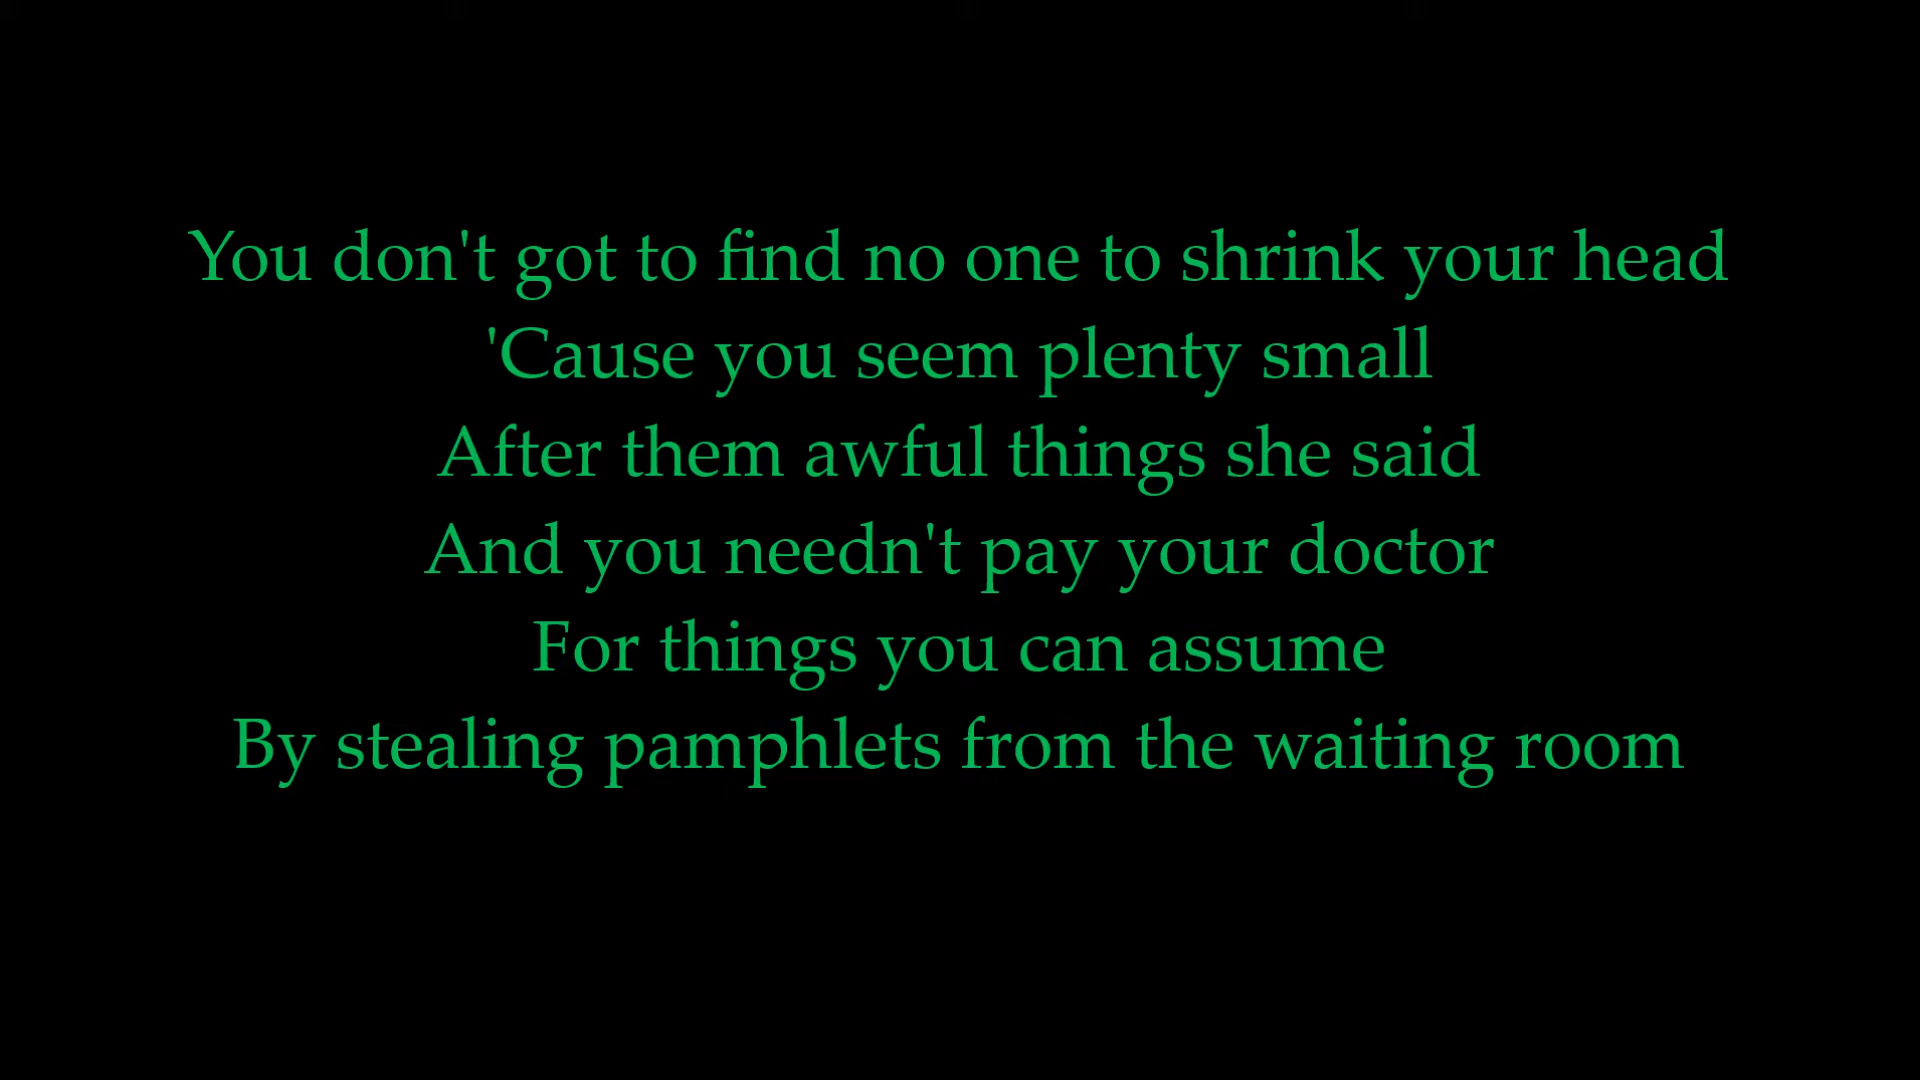 You don't got to find no one to shrink your head
'Cause you seem plenty small
After them awful things she said
And you needn't pay your doctor
For things you can assume
By stealing pamphlets from the waiting room